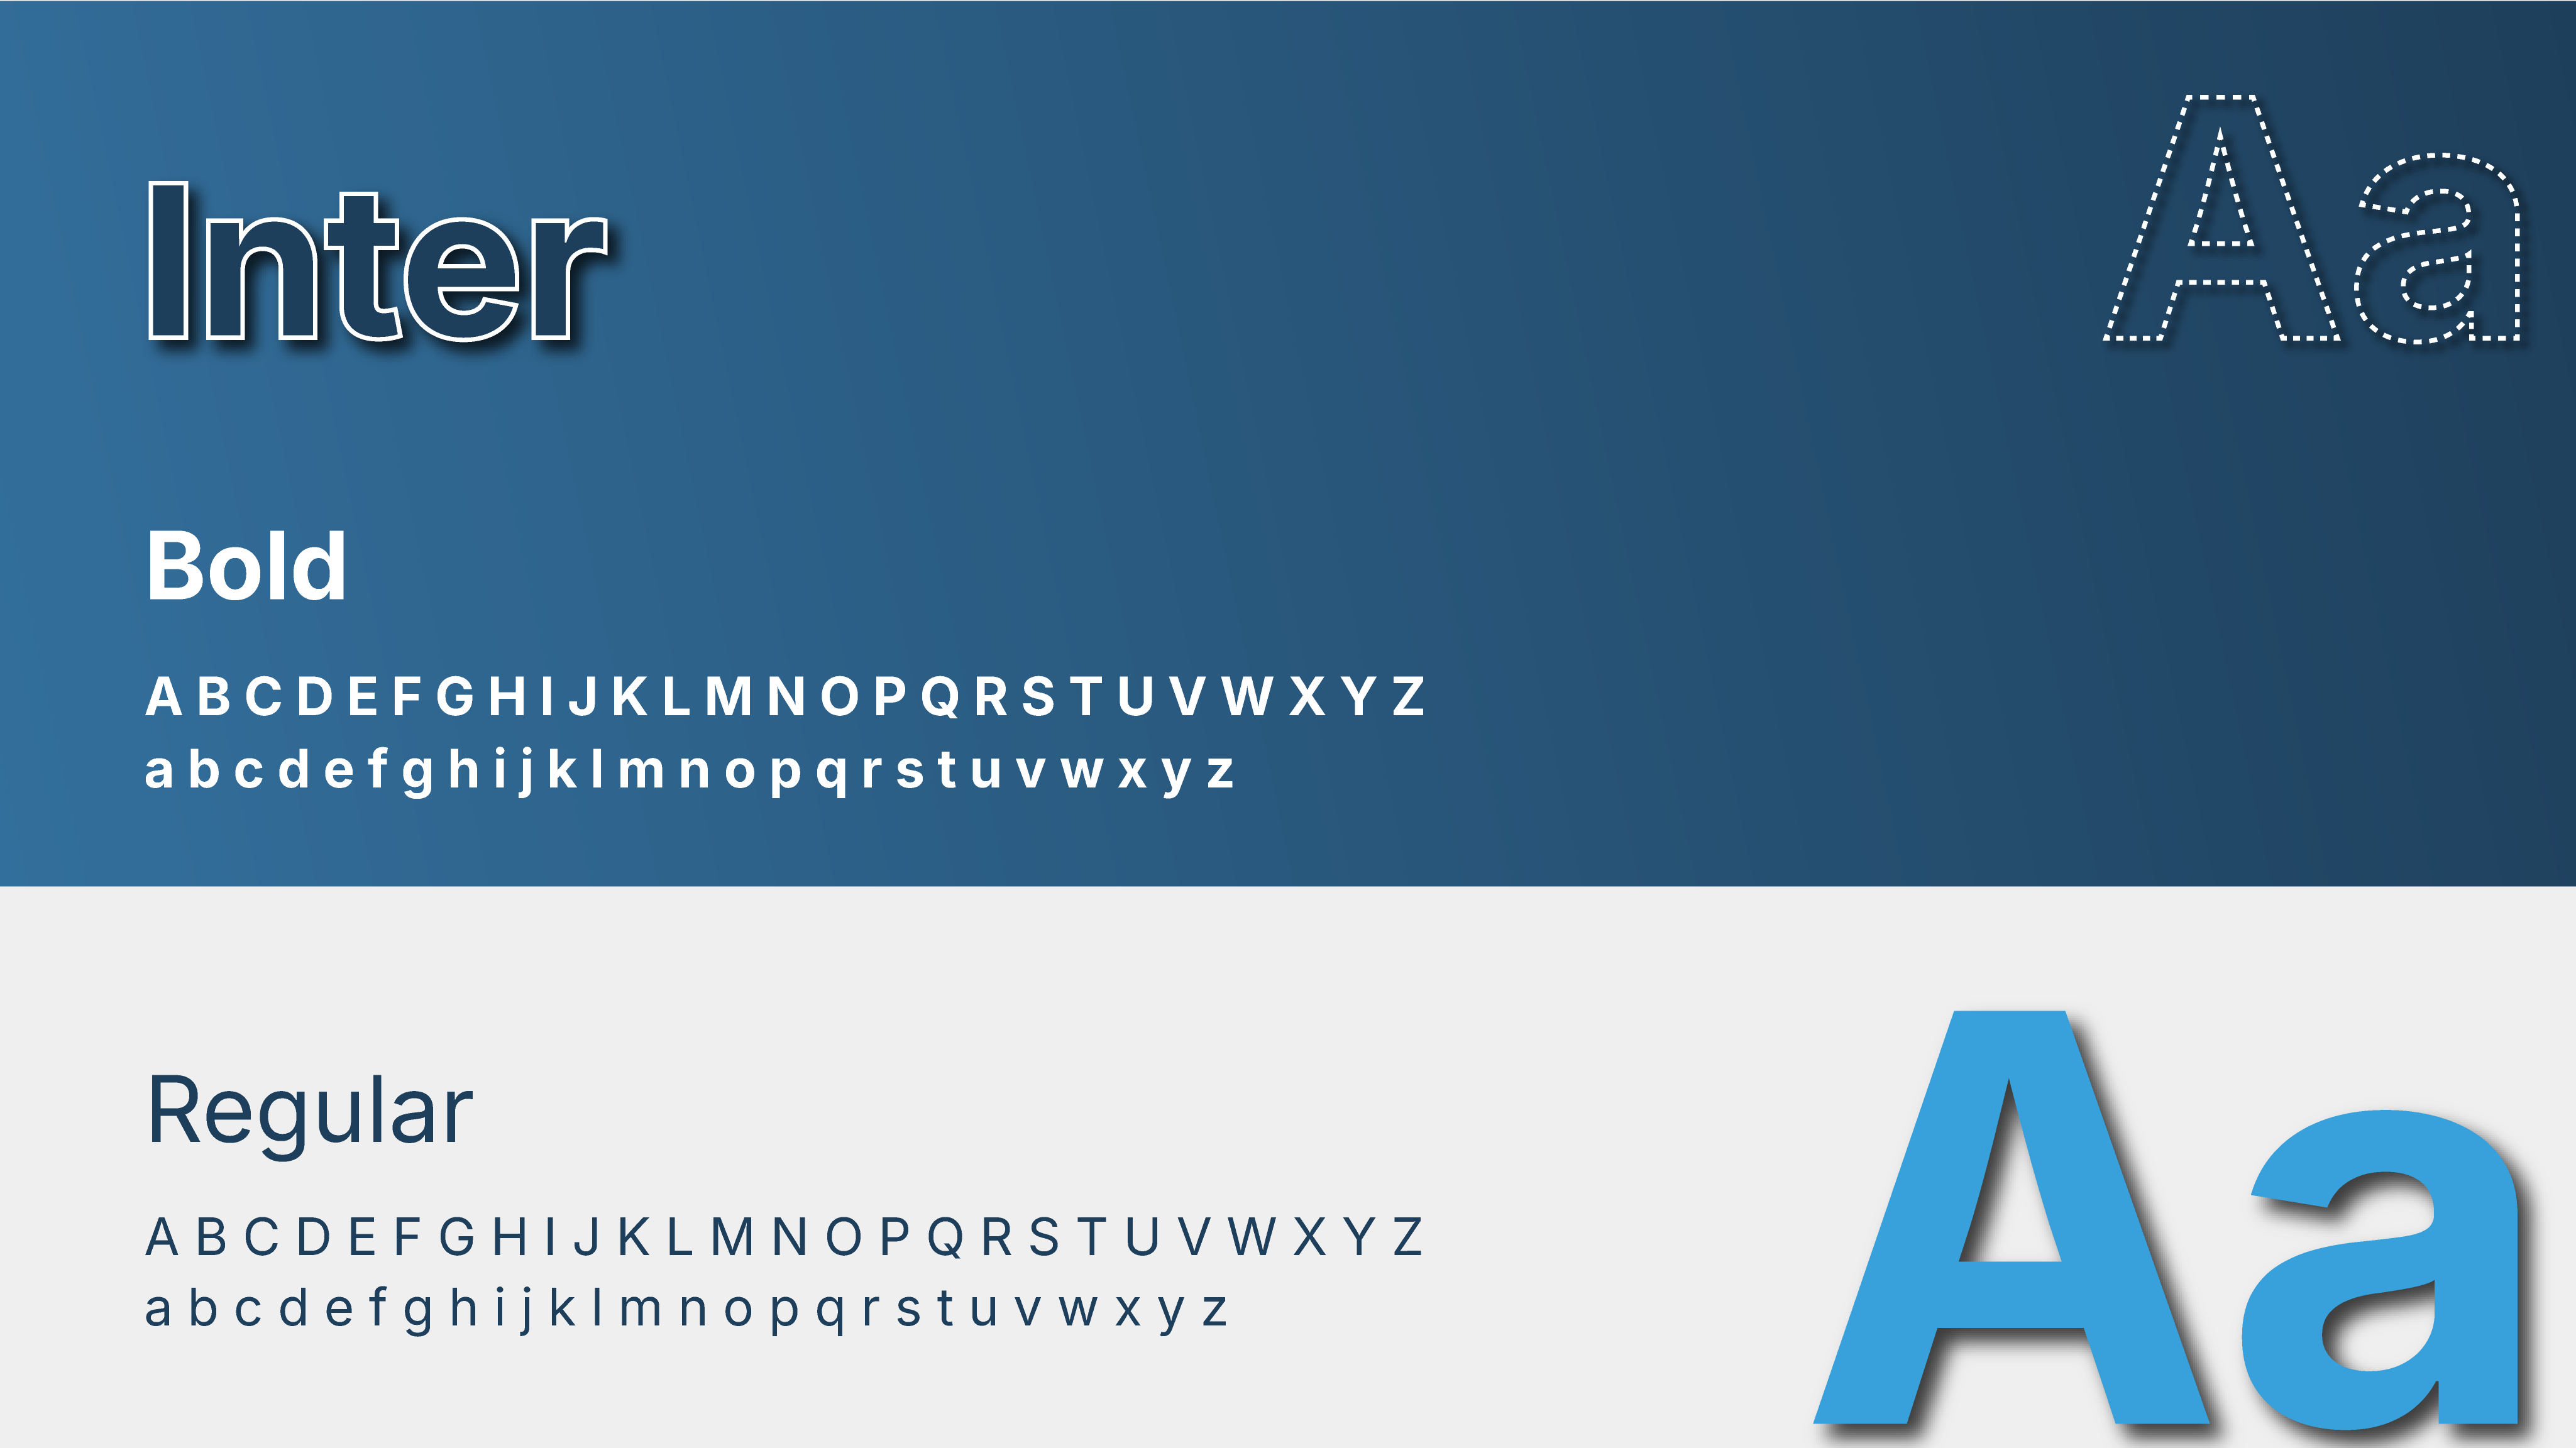 Inter
Aa
Bold
A B C D E F G H I J K L M N O P Q R S T U V W X Y Z
a b c d e f g h i j k l m n o p q r s t u v w x y z
Regular
A B C D E F G H I J K L M N O P Q R S T U V W X Y Z
a b c d e f g h i j k l m n o p q r s t u v w x y z
Aa